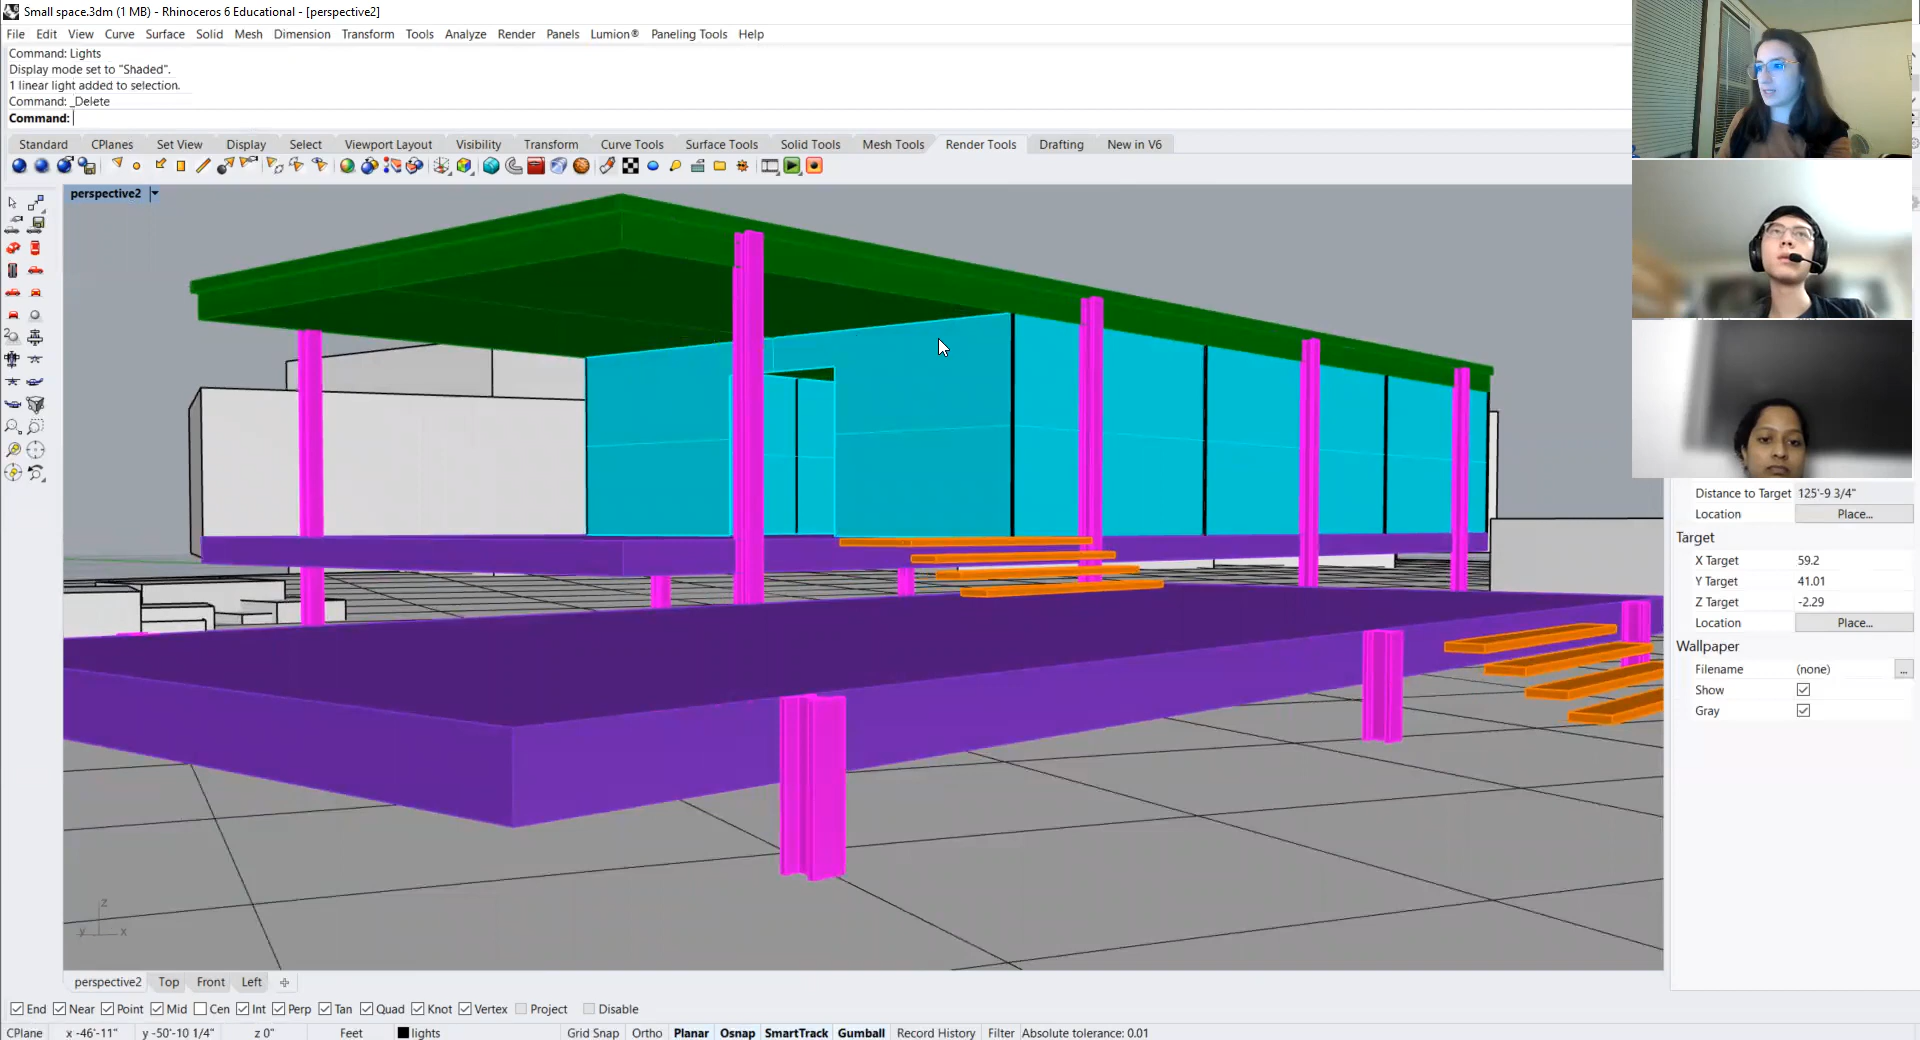 Small space.3dm (1 MB) - Rhinoceros 6 Educational - [perspective2]
File Edit View Curve Surface Solid Mesh Dimension Transform Tools Analyze Render Panels Lumion® Paneling Tools Help
Command: Lights
Display mode set to "Shaded".
1 linear light added to selection.
Command: _Delete
Command:
Standard CPlanes Set View Display Select Viewport Layout Visibility Transform Curve Tools Surface Tools Solid Tools Mesh Tools Render Tools Drafting New in V6
perspective2
Distance to Target 125'-9 3/4"
Location Place...
Target
X Target 59.2
Y Target 41.01
Z Target -2.29
Location Place...
Wallpaper
Filename (none) ...
Show
Gray
z
y x
perspective2 Top Front Left
End Near Point Mid Cen Int Perp Tan Quad Knot Vertex Project Disable
CPlane x -46'-11" y -50'-10 1/4" z 0" Feet lights Grid Snap Ortho Planar Osnap SmartTrack Gumball Record History Filter Absolute tolerance: 0.01